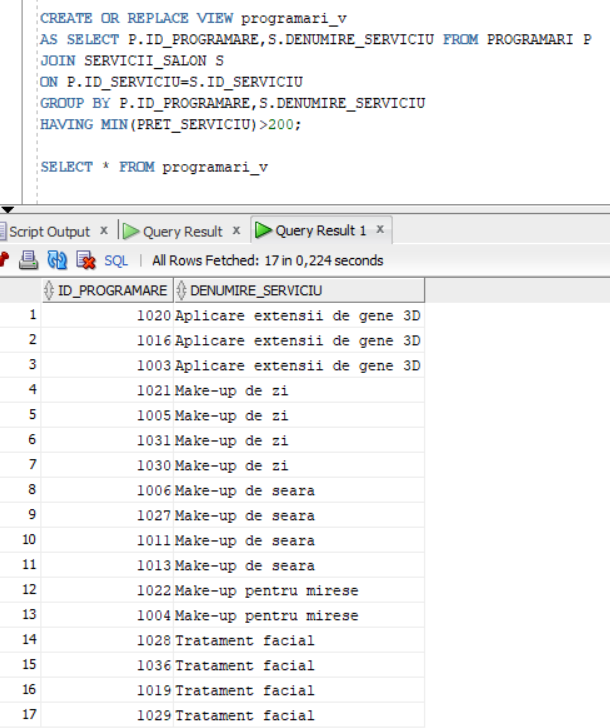 CREATE OR REPLACE VIEW programari_v
AS SELECT P.ID_PROGRAMARE,S.DENUMIRE_SERVICIU FROM PROGRAMARI P
JOIN SERVICII_SALON S
ON P.ID_SERVICIU=S.ID_SERVICIU
GROUP BY P.ID_PROGRAMARE,S.DENUMIRE_SERVICIU
HAVING MIN(PRET_SERVICIU)>200;
SELECT * FROM programari_v
Script Output x Query Result x Query Result 1 x
SQL | All Rows Fetched: 17 in 0,224 seconds
ID_PROGRAMARE DENUMIRE_SERVICIU
1 1020 Aplicare extensii de gene 3D
2 1016 Aplicare extensii de gene 3D
3 1003 Aplicare extensii de gene 3D
4 1021 Make-up de zi
5 1005 Make-up de zi
6 1031 Make-up de zi
7 1030 Make-up de zi
8 1006 Make-up de seara
9 1027 Make-up de seara
10 1011 Make-up de seara
11 1013 Make-up de seara
12 1022 Make-up pentru mirese
13 1004 Make-up pentru mirese
14 1028 Tratament facial
15 1036 Tratament facial
16 1019 Tratament facial
17 1029 Tratament facial